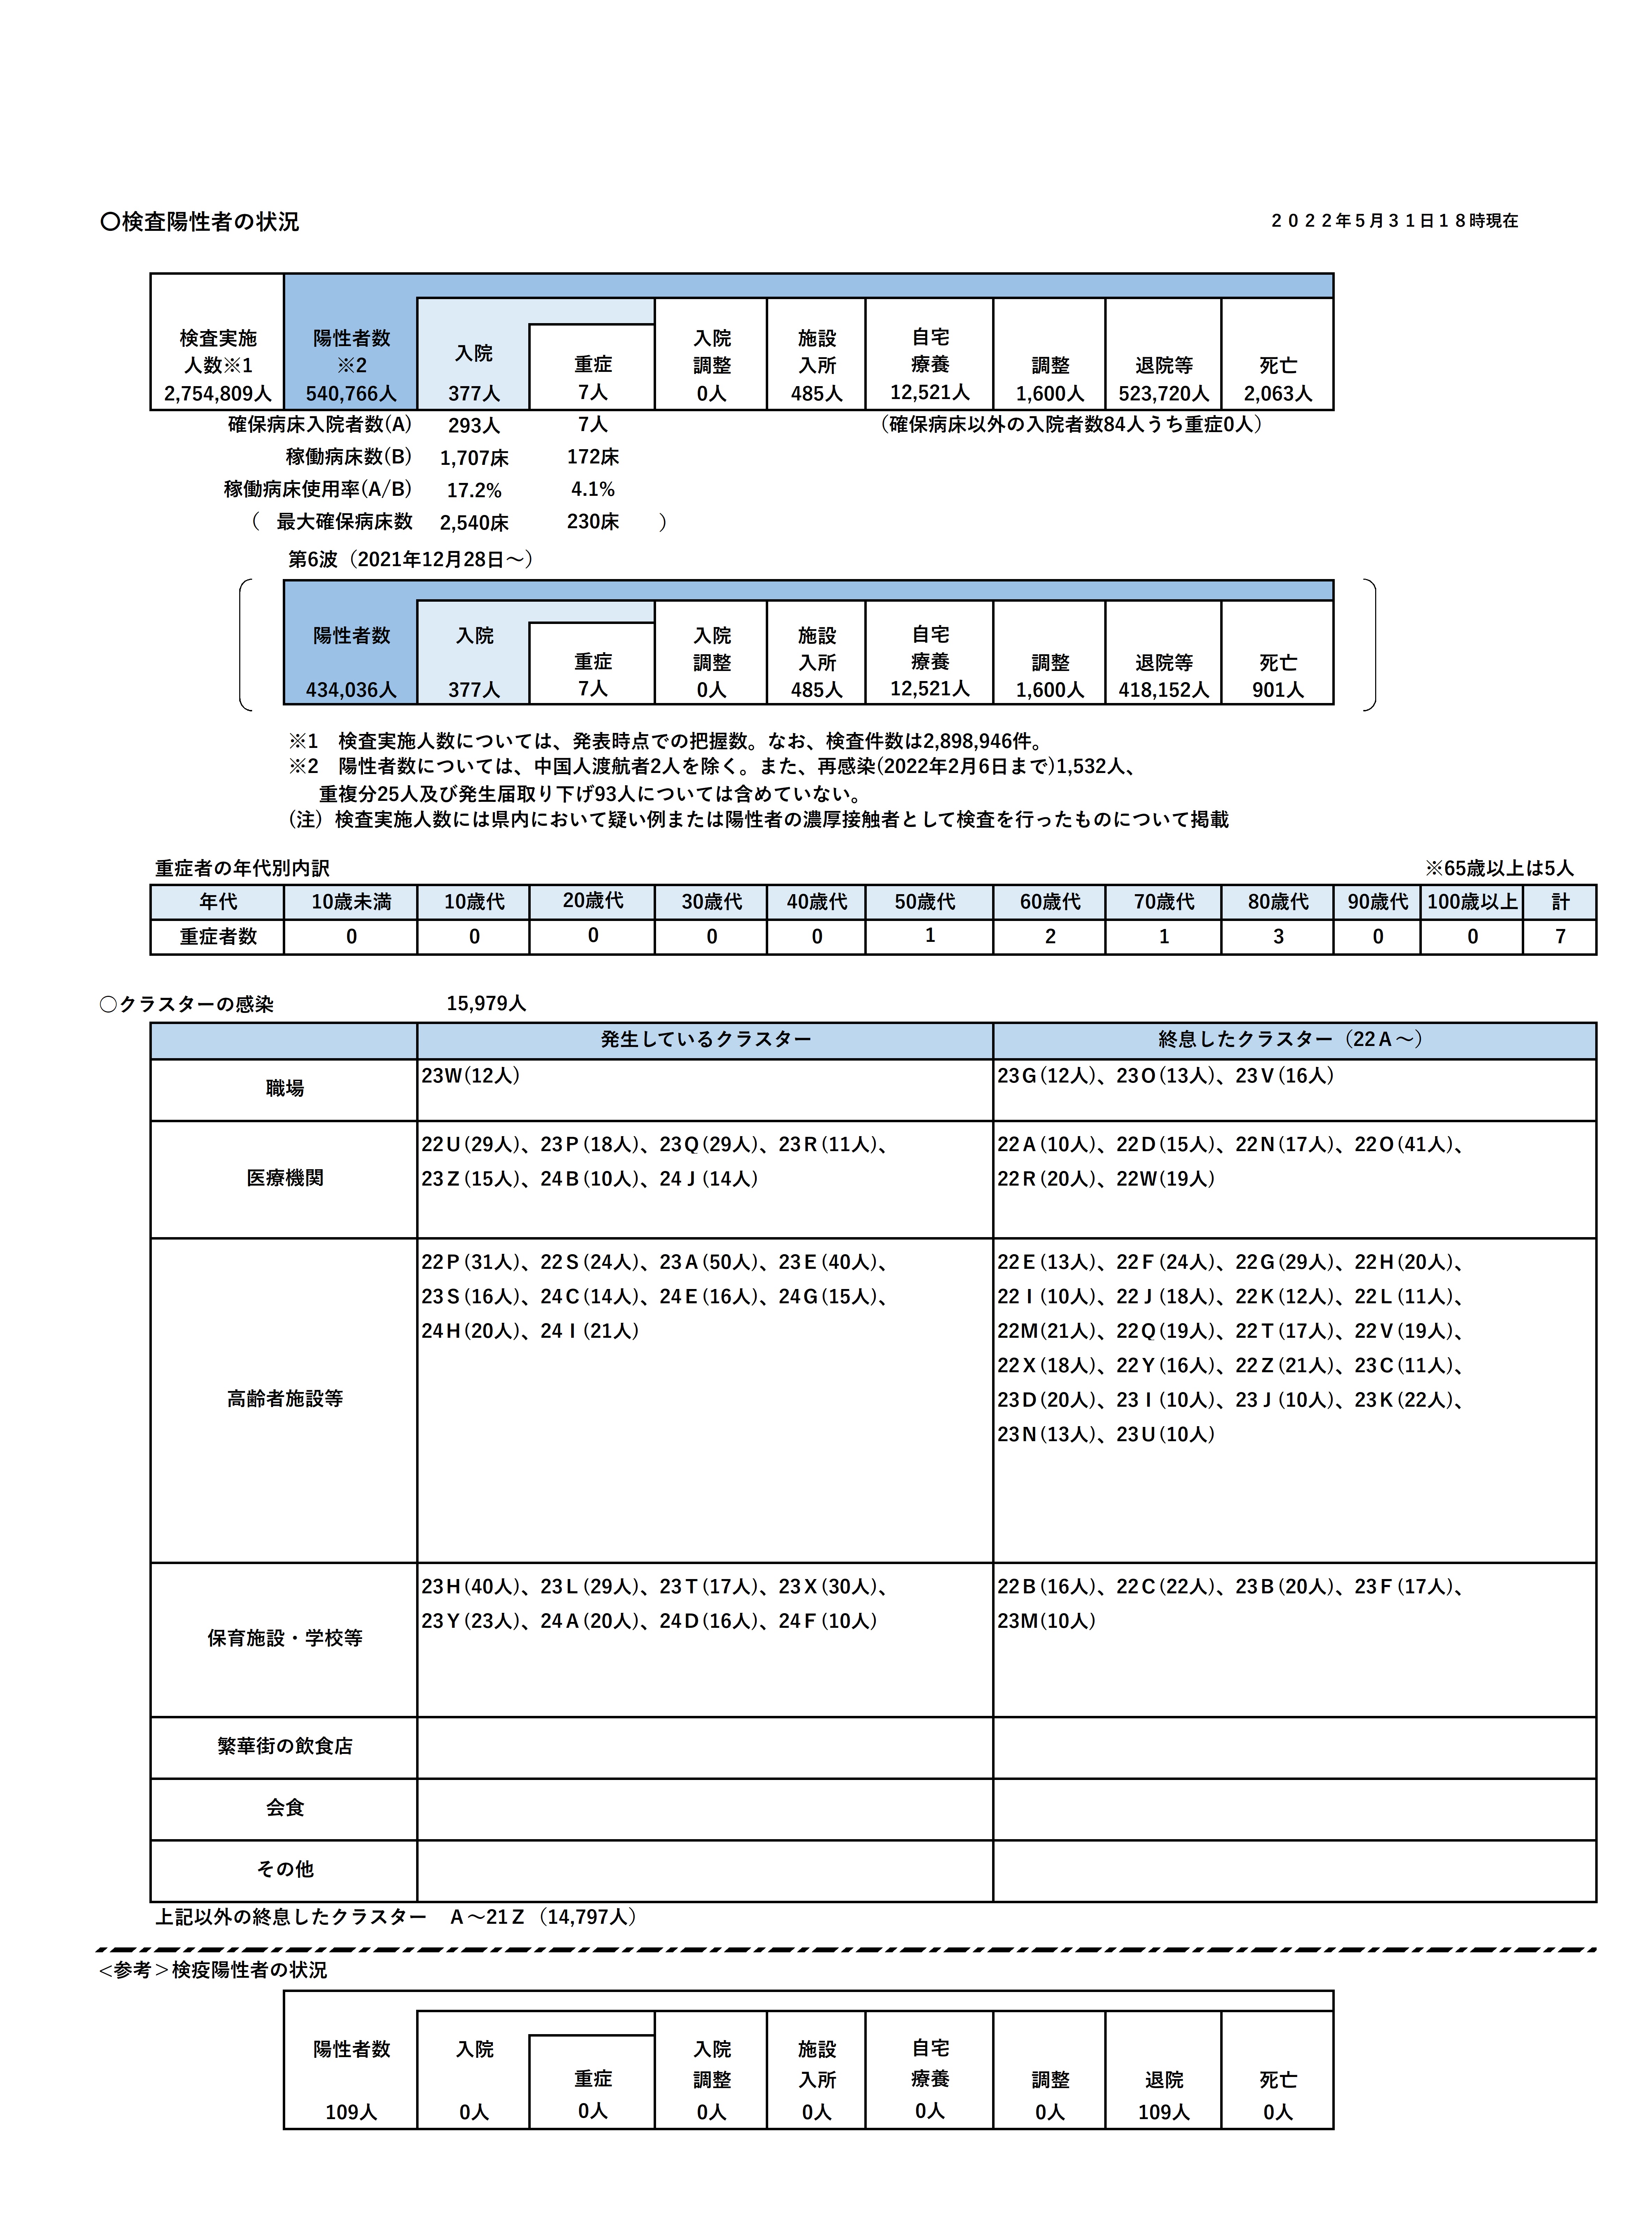 〇検査陽性者の状況
２０２２年５月３１日１８時現在
検査実施 陽性者数 入院 重症 入院 施設 自宅 調整 退院等 死亡
人数※1 ※2 調整 入所 療養
2,754,809人 540,766人 377人 7人 0人 485人 12,521人 1,600人 523,720人 2,063人
確保病床入院者数(A) 293人 7人 （確保病床以外の入院者数84人うち重症0人）
稼働病床数(B) 1,707床 172床
稼働病床使用率(A/B) 17.2% 4.1%
（ 最大確保病床数 2,540床 230床 ）
第6波（2021年12月28日～）
陽性者数 入院 重症 入院 施設 自宅 調整 退院等 死亡
調整 入所 療養
434,036人 377人 7人 0人 485人 12,521人 1,600人 418,152人 901人
※1　検査実施人数については、発表時点での把握数。なお、検査件数は2,898,946件。
※2　陽性者数については、中国人渡航者2人を除く。また、再感染(2022年2月6日まで)1,532人、
重複分25人及び発生届取り下げ93人については含めていない。
(注）検査実施人数には県内において疑い例または陽性者の濃厚接触者として検査を行ったものについて掲載
重症者の年代別内訳 ※65歳以上は5人
年代 10歳未満 10歳代 20歳代 30歳代 40歳代 50歳代 60歳代 70歳代 80歳代 90歳代 100歳以上 計
重症者数 0 0 0 0 0 1 2 1 3 0 0 7
○クラスターの感染 15,979人
発生しているクラスター 終息したクラスター（22Ａ～）
職場
23W(12人)
23Ｇ(12人)、23Ｏ(13人)、23Ｖ(16人)
医療機関
22Ｕ(29人)、23Ｐ(18人)、23Ｑ(29人)、23Ｒ(11人)、
23Ｚ(15人)、24Ｂ(10人)、24Ｊ(14人)
22Ａ(10人)、22Ｄ(15人)、22Ｎ(17人)、22Ｏ(41人)、
22Ｒ(20人)、22W(19人)
高齢者施設等
22Ｐ(31人)、22Ｓ(24人)、23Ａ(50人)、23Ｅ(40人)、
23Ｓ(16人)、24Ｃ(14人)、24Ｅ(16人)、24Ｇ(15人)、
24Ｈ(20人)、24Ｉ(21人)
22Ｅ(13人)、22Ｆ(24人)、22Ｇ(29人)、22Ｈ(20人)、
22Ｉ(10人)、22Ｊ(18人)、22Ｋ(12人)、22Ｌ(11人)、
22M(21人)、22Ｑ(19人)、22Ｔ(17人)、22Ｖ(19人)、
22Ｘ(18人)、22Ｙ(16人)、22Ｚ(21人)、23Ｃ(11人)、
23Ｄ(20人)、23Ｉ(10人)、23Ｊ(10人)、23Ｋ(22人)、
23Ｎ(13人)、23Ｕ(10人)
保育施設・学校等
23Ｈ(40人)、23Ｌ(29人)、23Ｔ(17人)、23Ｘ(30人)、
23Ｙ(23人)、24Ａ(20人)、24Ｄ(16人)、24Ｆ(10人)
22Ｂ(16人)、22Ｃ(22人)、23Ｂ(20人)、23Ｆ(17人)、
23M(10人)
繁華街の飲食店
会食
その他
上記以外の終息したクラスター　Ａ～21Ｚ（14,797人）
<参考＞検疫陽性者の状況
陽性者数 入院 重症 入院 施設 自宅 調整 退院 死亡
調整 入所 療養
109人 0人 0人 0人 0人 0人 0人 109人 0人